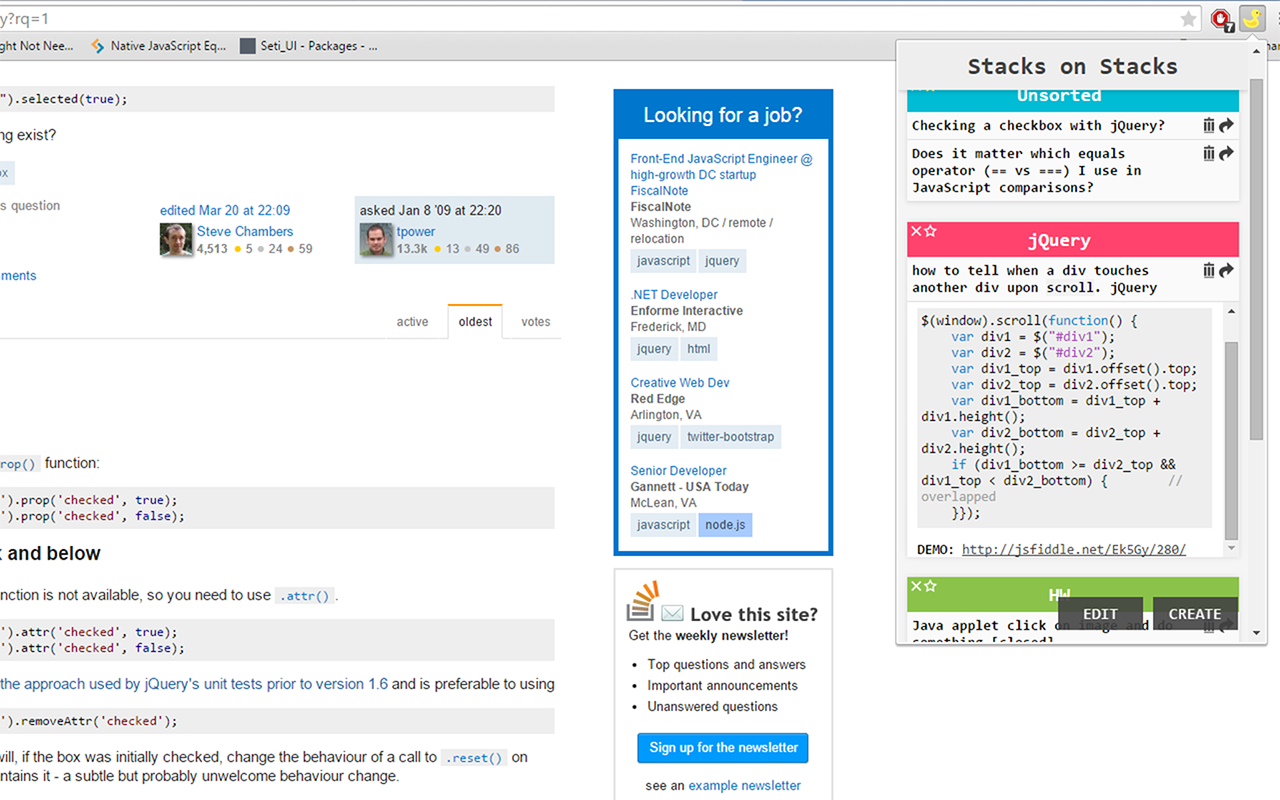 y?rq=1
7
ght Not Nee...
Native JavaScript Eq...
Seti_UI - Packages - ...
").selected(true);
ng exist?
ox
s question
edited Mar 20 at 22:09
Steve Chambers
4,513 5 24 59
asked Jan 8 '09 at 22:20
tpower
13.3k 13 49 86
ments
active
oldest
votes
rop() function:
').prop('checked', true);
').prop('checked', false);
and below
nction is not available, so you need to use .attr().
').attr('checked', true);
').attr('checked', false);
the approach used by jQuery's unit tests prior to version 1.6 and is preferable to using
').removeAttr('checked');
will, if the box was initially checked, change the behaviour of a call to .reset() on
ntains it - a subtle but probably unwelcome behaviour change.
Looking for a job?
Front-End JavaScript Engineer @
high-growth DC startup
FiscalNote
FiscalNote
Washington, DC / remote /
relocation
javascript jquery
.NET Developer
Enforme Interactive
Frederick, MD
jquery html
Creative Web Dev
Red Edge
Arlington, VA
jquery twitter-bootstrap
Senior Developer
Gannett - USA Today
McLean, VA
javascript node.js
Love this site?
Get the weekly newsletter!
• Top questions and answers
• Important announcements
• Unanswered questions
Sign up for the newsletter
see an example newsletter
Stacks on Stacks
Unsorted
Checking a checkbox with jQuery?
Does it matter which equals
operator (== vs ===) I use in
JavaScript comparisons?
jQuery
how to tell when a div touches
another div upon scroll. jQuery
$(window).scroll(function() {
var div1 = $("#div1");
var div2 = $("#div2");
var div1_top = div1.offset().top;
var div2_top = div2.offset().top;
var div1_bottom = div1_top +
div1.height();
var div2_bottom = div2_top +
div2.height();
if (div1_bottom >= div2_top &&
div1_top < div2_bottom) { //
overlapped
}});
DEMO: http://jsfiddle.net/Ek5Gy/280/
HW
EDIT
CREATE
Java applet click on image and do
something [closed]